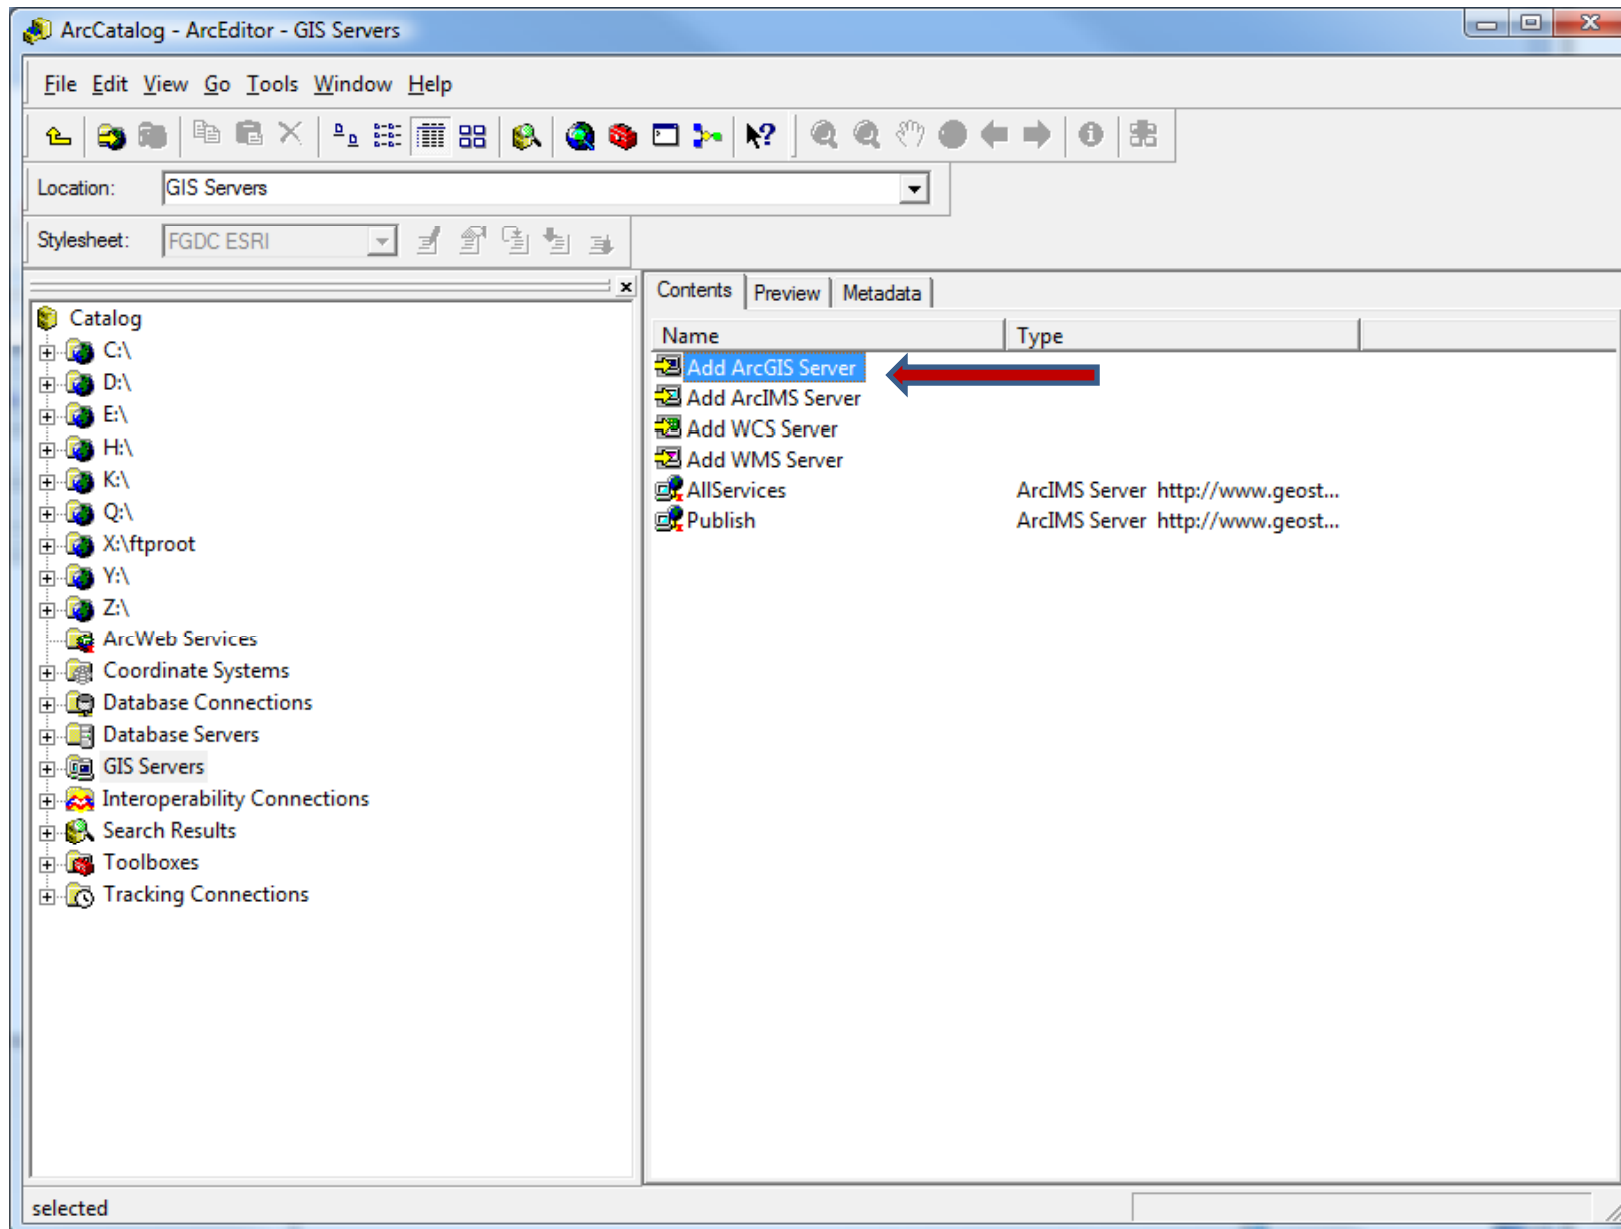 ArcCatalog - ArcEditor - GIS Servers
File Edit View Go Tools Window Help
Location: GIS Servers
Stylesheet: FGDC ESRI
Catalog
C:\
D:\
E:\
H:\
K:\
Q:\
X:\ftproot
Y:\
Z:\
ArcWeb Services
Coordinate Systems
Database Connections
Database Servers
GIS Servers
Interoperability Connections
Search Results
Toolboxes
Tracking Connections
Contents Preview Metadata
Name Type
Add ArcGIS Server
Add ArcIMS Server
Add WCS Server
Add WMS Server
AllServices ArcIMS Server http://www.geost...
Publish ArcIMS Server http://www.geost...
selected